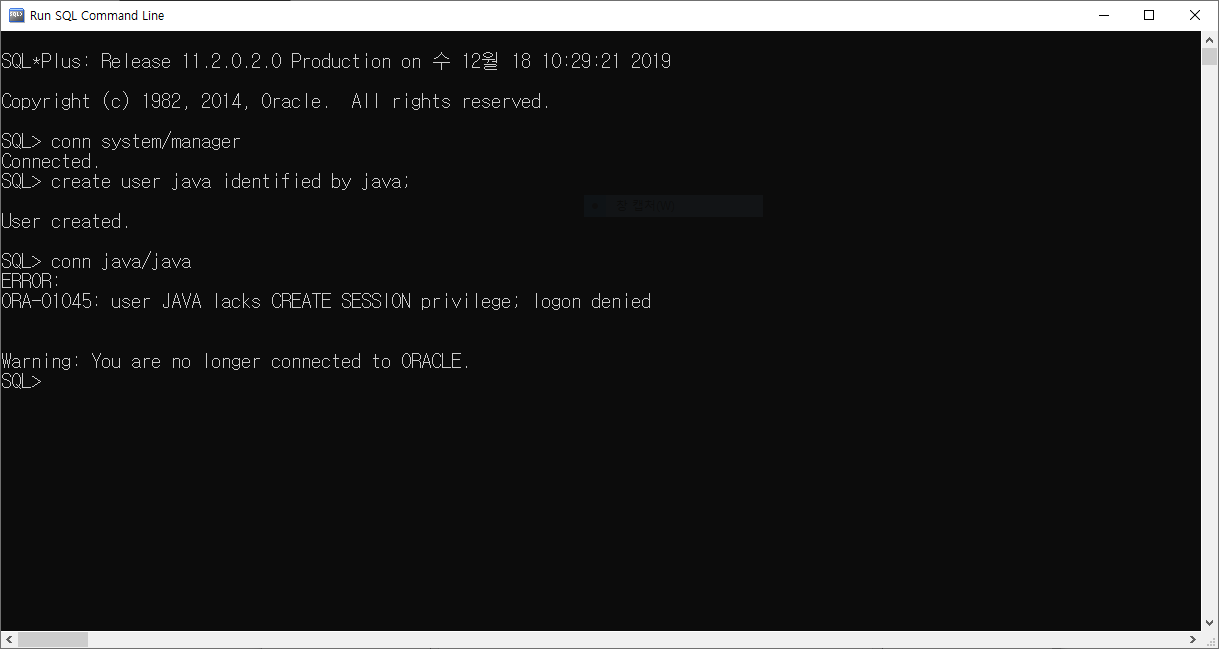 Run SQL Command Line
SQL*Plus: Release 11.2.0.2.0 Production on 수 12월 18 10:29:21 2019
Copyright (c) 1982, 2014, Oracle.  All rights reserved.
SQL> conn system/manager
Connected.
SQL> create user java identified by java;
User created.
SQL> conn java/java
ERROR:
ORA-01045: user JAVA lacks CREATE SESSION privilege; logon denied
Warning: You are no longer connected to ORACLE.
SQL>